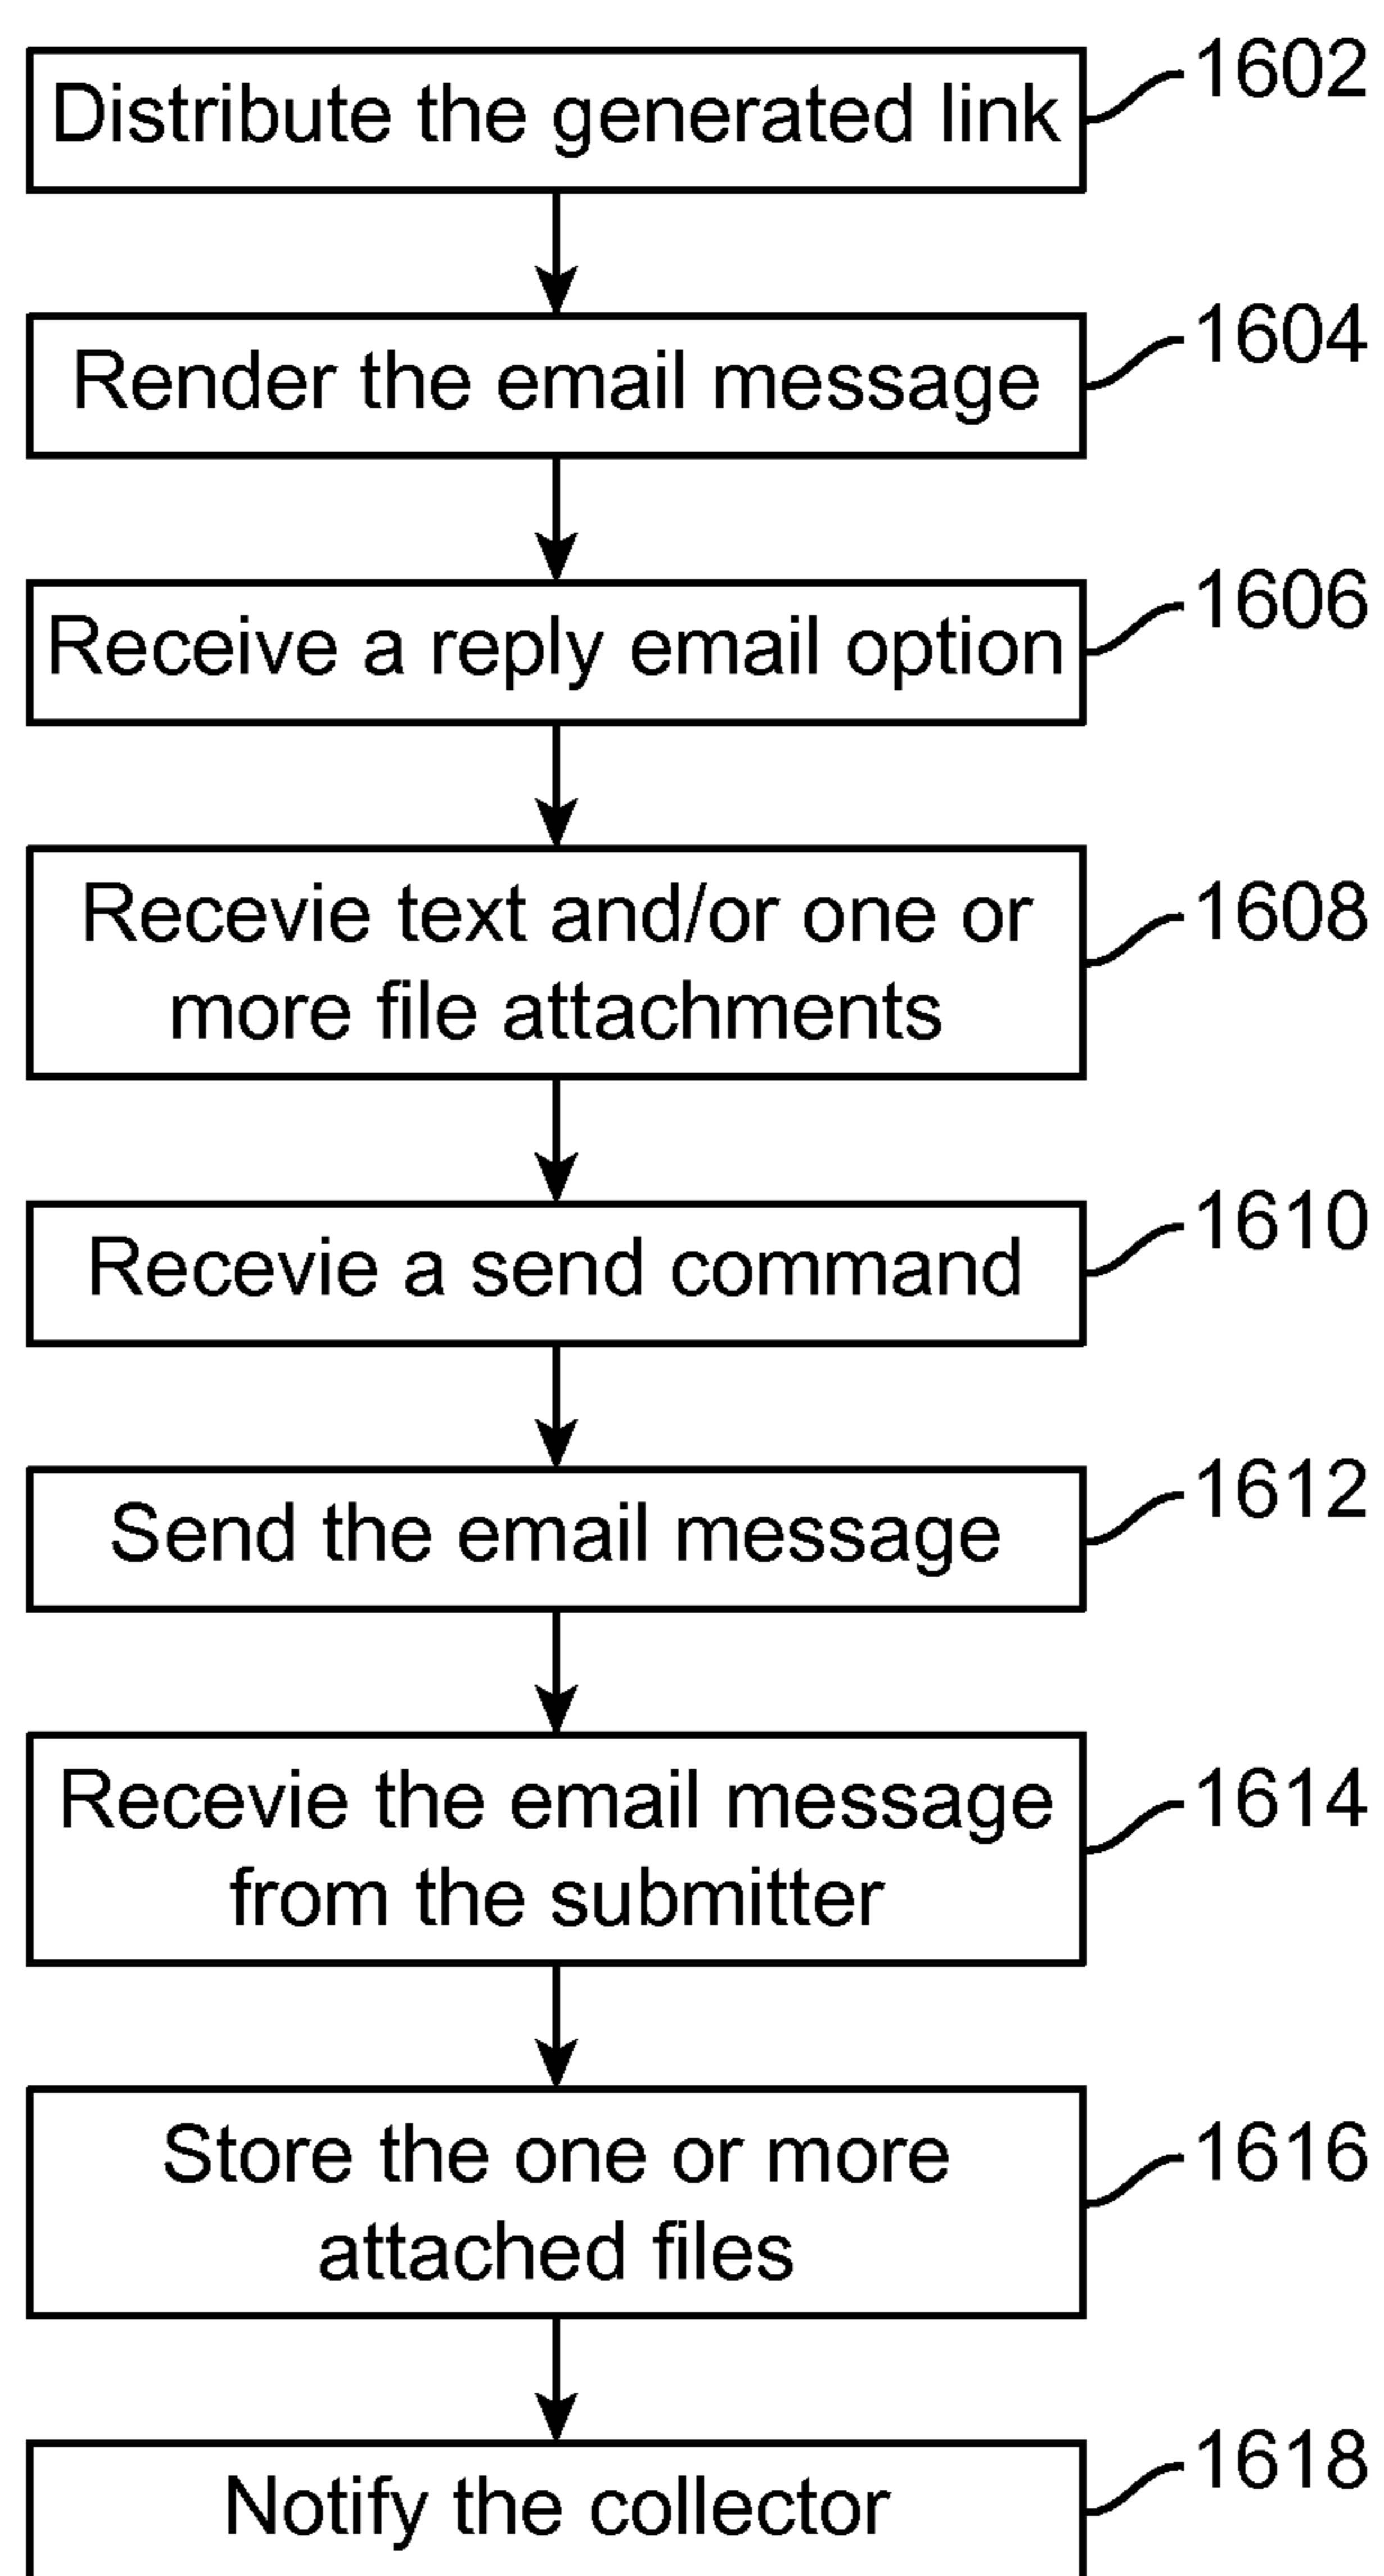 Distribute the generated link
1602
Render the email message
1604
Receive a reply email option
1606
Recevie text and/or one or
more file attachments
1608
Recevie a send command
1610
Send the email message
1612
Recevie the email message
from the submitter
1614
Store the one or more
attached files
1616
Notify the collector
1618